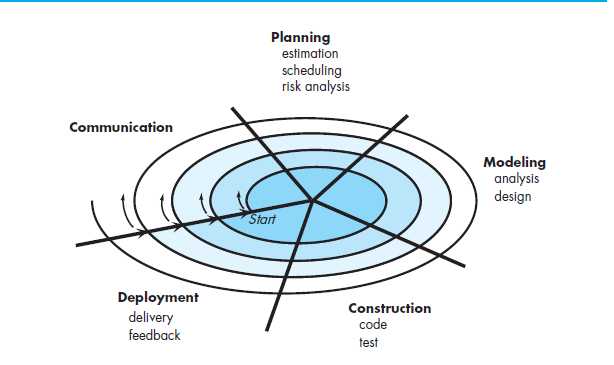 Planning
estimation
scheduling
risk analysis
Communication
Modeling
analysis
design
Start
Deployment
delivery
feedback
Construction
code
test